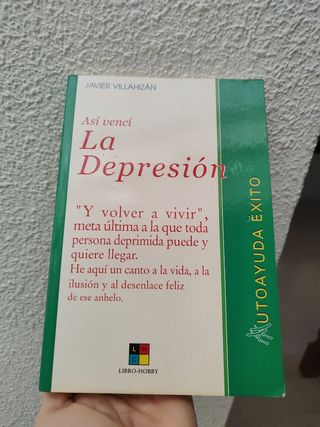 JAVIER VILLAHIZÁN
Así vencí
La
Depresión
"Y volver a vivir",
meta última a la que toda
persona deprimida puede y
quiere llegar.
He aquí un canto a la vida, a la
ilusión y al desenlace feliz
de ese anhelo.
L H
C
LIBRO-HOBBY
AUTOAYUDA ÉXITO